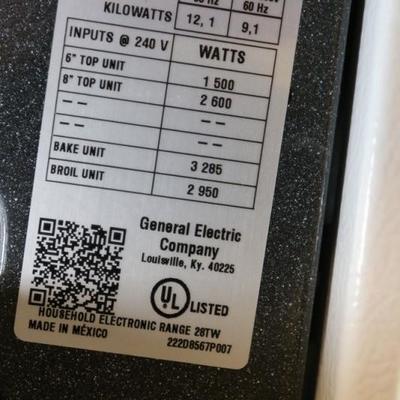 60 Hz
KILOWATTS 12, 1 9,1
INPUTS @ 240 V WATTS
6" TOP UNIT 1 500
8" TOP UNIT 2 600
-- --
-- --
BAKE UNIT 3 285
BROIL UNIT 2 950
General Electric
Company
Louisville, Ky. 40225
UL LISTED
HOUSEHOLD ELECTRONIC RANGE 28TW
MADE IN MÉXICO 222D8567P007